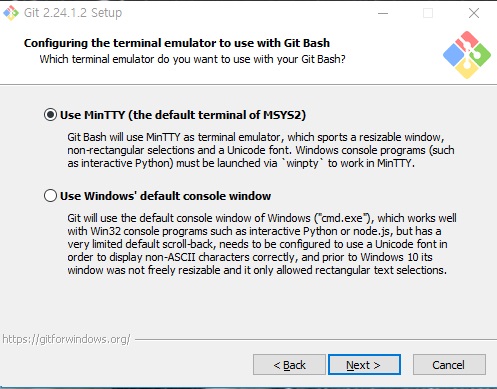 Git 2.24.1.2 Setup
Configuring the terminal emulator to use with Git Bash
Which terminal emulator do you want to use with your Git Bash?
Use MinTTY (the default terminal of MSYS2)
Git Bash will use MinTTY as terminal emulator, which sports a resizable window,
non-rectangular selections and a Unicode font. Windows console programs (such
as interactive Python) must be launched via `winpty` to work in MinTTY.
Use Windows' default console window
Git will use the default console window of Windows ("cmd.exe"), which works well
with Win32 console programs such as interactive Python or node.js, but has a
very limited default scroll-back, needs to be configured to use a Unicode font in
order to display non-ASCII characters correctly, and prior to Windows 10 its
window was not freely resizable and it only allowed rectangular text selections.
https://gitforwindows.org/
< Back
Next >
Cancel